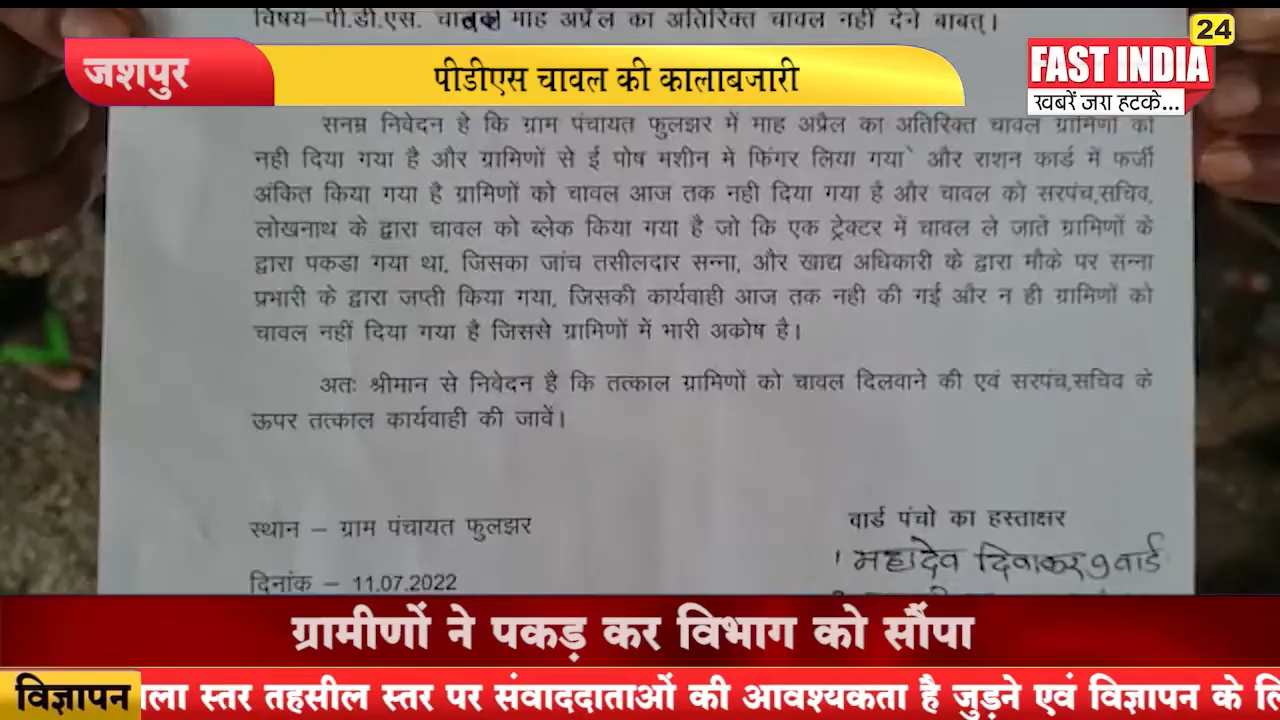 विषय–पी.डी.एस. चावल माह अप्रैल का अतिरिक्त चावल नहीं देने बाबत्।
24
जशपुर
पीडीएस चावल की कालाबजारी
FAST INDIA
खबरें जरा हटके...
सनम्र निवेदन है कि ग्राम पंचायत फुलझर में माह अप्रैल का अतिरिक्त चावल ग्रामिणों को
नही दिया गया है और ग्रामिणों से ई पोष मशीन मे फिंगर लिया गया और राशन कार्ड में फर्जी
अंकित किया गया है ग्रामिणों को चावल आज तक नही दिया गया है और चावल को सरपंच,सचिव,
लोखनाथ के द्वारा चावल को ब्लेक किया गया है जो कि एक ट्रेक्टर में चावल ले जाते ग्रामिणों के
द्वारा पकडा गया था, जिसका जांच तसीलदार सन्ना, और खाद्य अधिकारी के द्वारा मौके पर सन्ना
प्रभारी के द्वारा जप्ती किया गया, जिसकी कार्यवाही आज तक नही की गई और न ही ग्रामिणों को
चावल नहीं दिया गया है जिससे ग्रामिणों में भारी अकोष है।
अतः श्रीमान से निवेदन है कि तत्काल ग्रामिणों को चावल दिलवाने की एवं सरपंच,सचिव के
ऊपर तत्काल कार्यवाही की जावें।
स्थान – ग्राम पंचायत फुलझर
वार्ड पंचो का हस्ताक्षर
। महादेव दिवाकर 9 वार्ड
दिनांक – 11.07.2022
ग्रामीणों ने पकड़ कर विभाग को सौंपा
विज्ञापन
ला स्तर तहसील स्तर पर संवाददाताओं की आवश्यकता है जुड़ने एवं विज्ञापन के लि